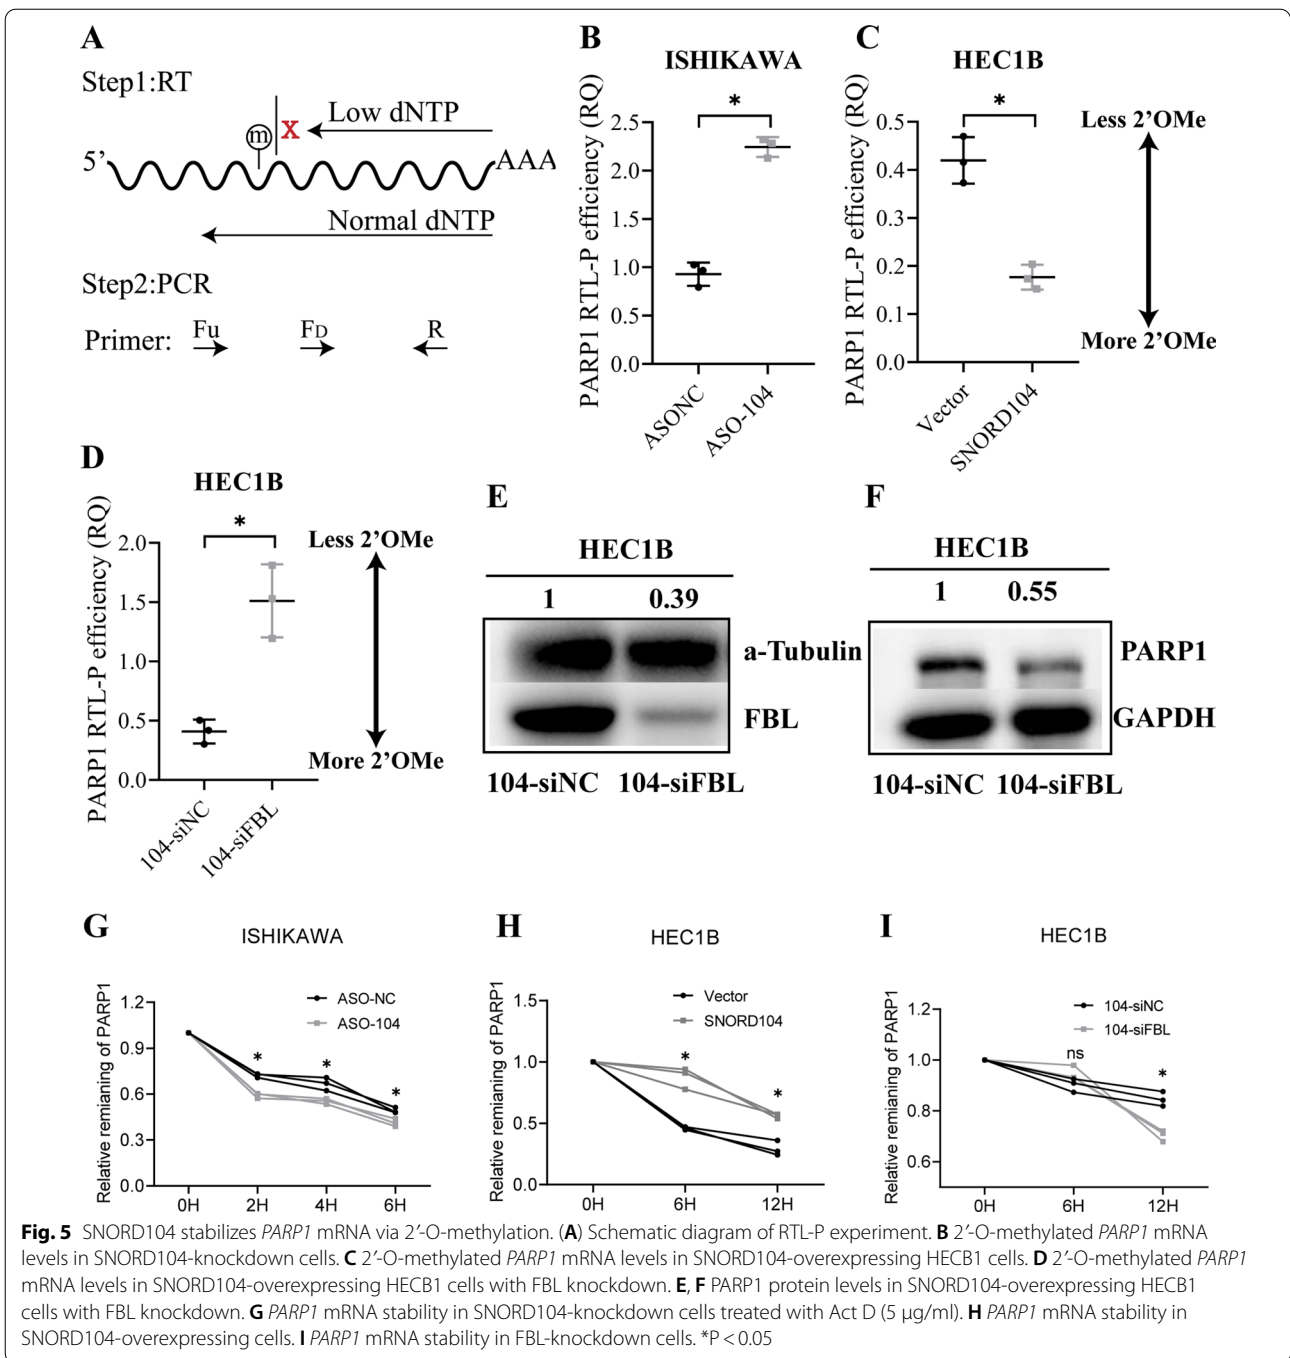 A
Step1:RT
m
X
Low dNTP
5’
AAA
Normal dNTP
Step2:PCR
Primer:
Fu
FD
R
B
ISHIKAWA
*
PARP1 RTL-P efficiency (RQ)
2.5
2.0
1.5
1.0
0.5
0.0
ASONC
ASO-104
C
HEC1B
*
PARP1 RTL-P efficiency (RQ)
0.5
0.4
0.3
0.2
0.1
0.0
Vector
SNORD104
Less 2’OMe
More 2’OMe
D
HEC1B
*
PARP1 RTL-P efficiency (RQ)
2.0
1.5
1.0
0.5
0.0
104-siNC
104-siFBL
Less 2’OMe
More 2’OMe
E
HEC1B
1 0.39
a-Tubulin
FBL
104-siNC 104-siFBL
F
HEC1B
1 0.55
PARP1
GAPDH
104-siNC 104-siFBL
G
ISHIKAWA
Relative remianing of PARP1
1.2
0.9
0.6
0.3
0.0
ASO-NC
ASO-104
*
*
*
0H 2H 4H 6H
H
HEC1B
Relative remianing of PARP1
1.5
1.0
0.5
0.0
Vector
SNORD104
*
*
0H 6H 12H
I
HEC1B
Relative remianing of PARP1
1.2
1.0
0.8
0.6
104-siNC
104-siFBL
ns
*
0H 6H 12H
Fig. 5 SNORD104 stabilizes PARP1 mRNA via 2′-O-methylation. (A) Schematic diagram of RTL-P experiment. B 2′-O-methylated PARP1 mRNA
levels in SNORD104-knockdown cells. C 2′-O-methylated PARP1 mRNA levels in SNORD104-overexpressing HECB1 cells. D 2′-O-methylated PARP1
mRNA levels in SNORD104-overexpressing HECB1 cells with FBL knockdown. E, F PARP1 protein levels in SNORD104-overexpressing HECB1
cells with FBL knockdown. G PARP1 mRNA stability in SNORD104-knockdown cells treated with Act D (5 μg/ml). H PARP1 mRNA stability in
SNORD104-overexpressing cells. I PARP1 mRNA stability in FBL-knockdown cells. *P < 0.05